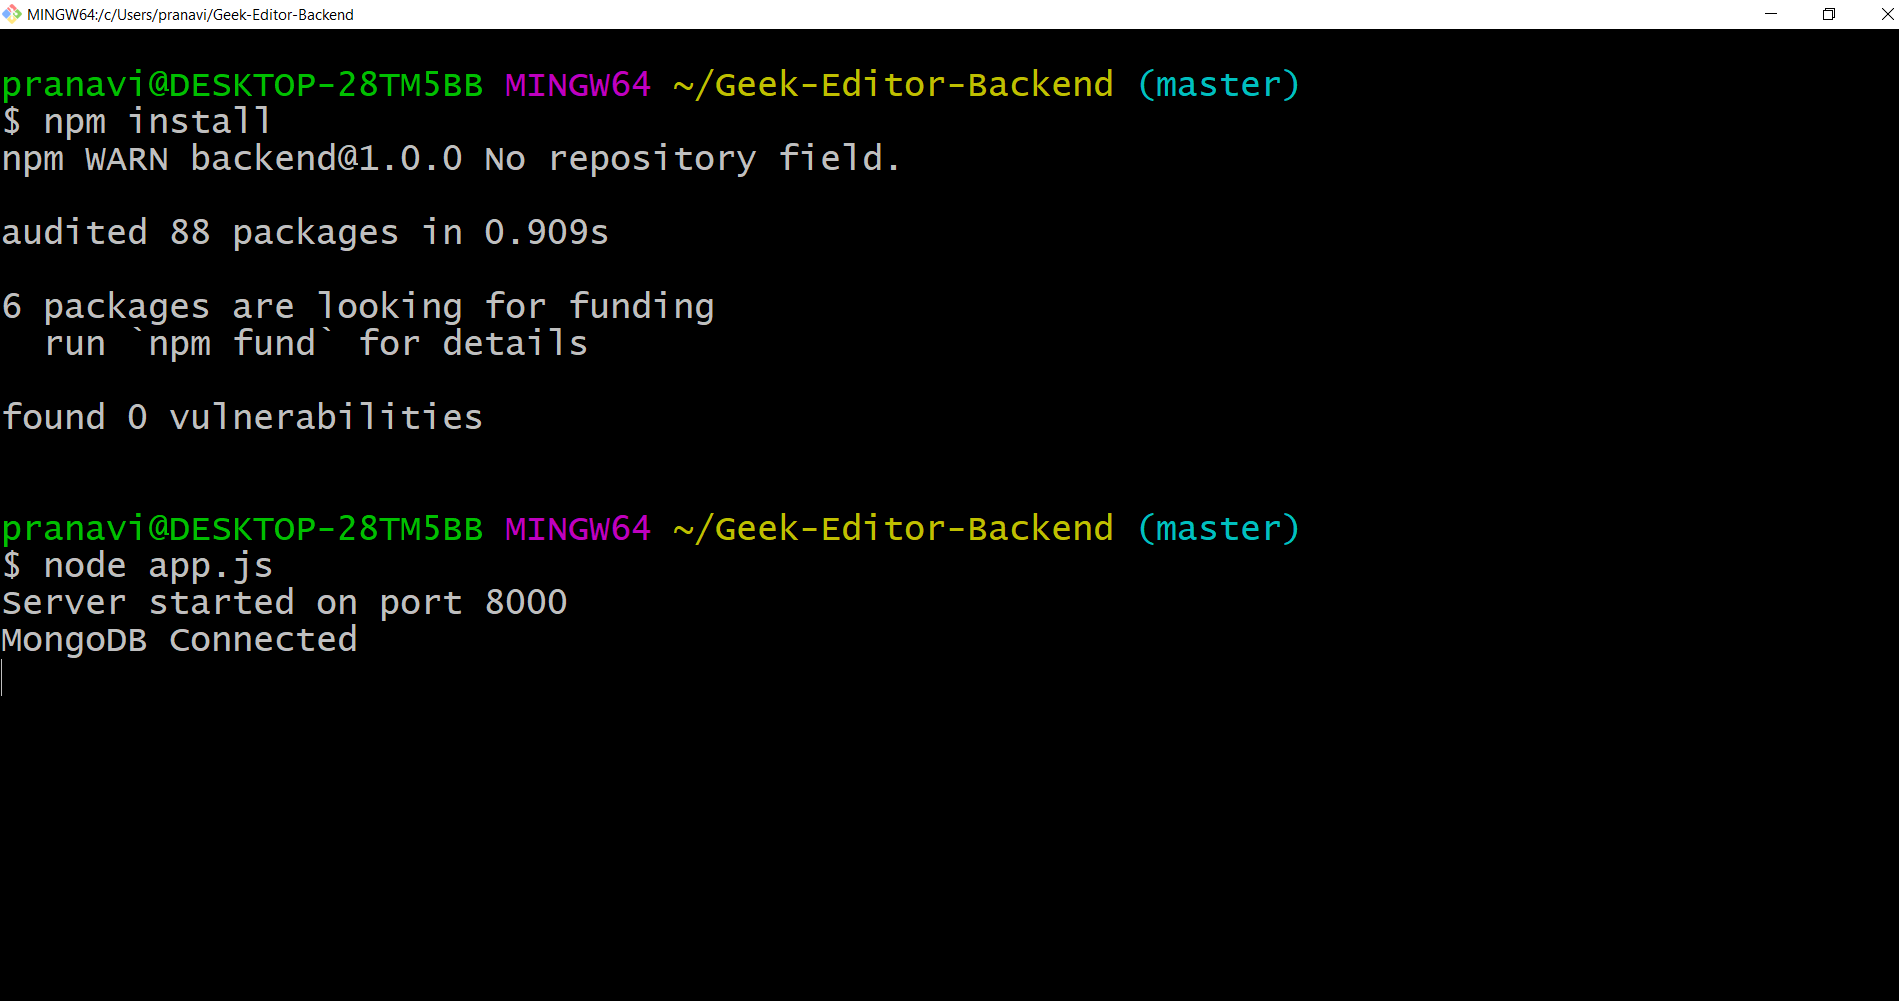 MINGW64:/c/Users/pranavi/Geek-Editor-Backend
pranavi@DESKTOP-28TM5BB MINGW64 ~/Geek-Editor-Backend (master)
$ npm install
npm WARN backend@1.0.0 No repository field.
audited 88 packages in 0.909s
6 packages are looking for funding
  run `npm fund` for details
found 0 vulnerabilities
pranavi@DESKTOP-28TM5BB MINGW64 ~/Geek-Editor-Backend (master)
$ node app.js
Server started on port 8000
MongoDB Connected